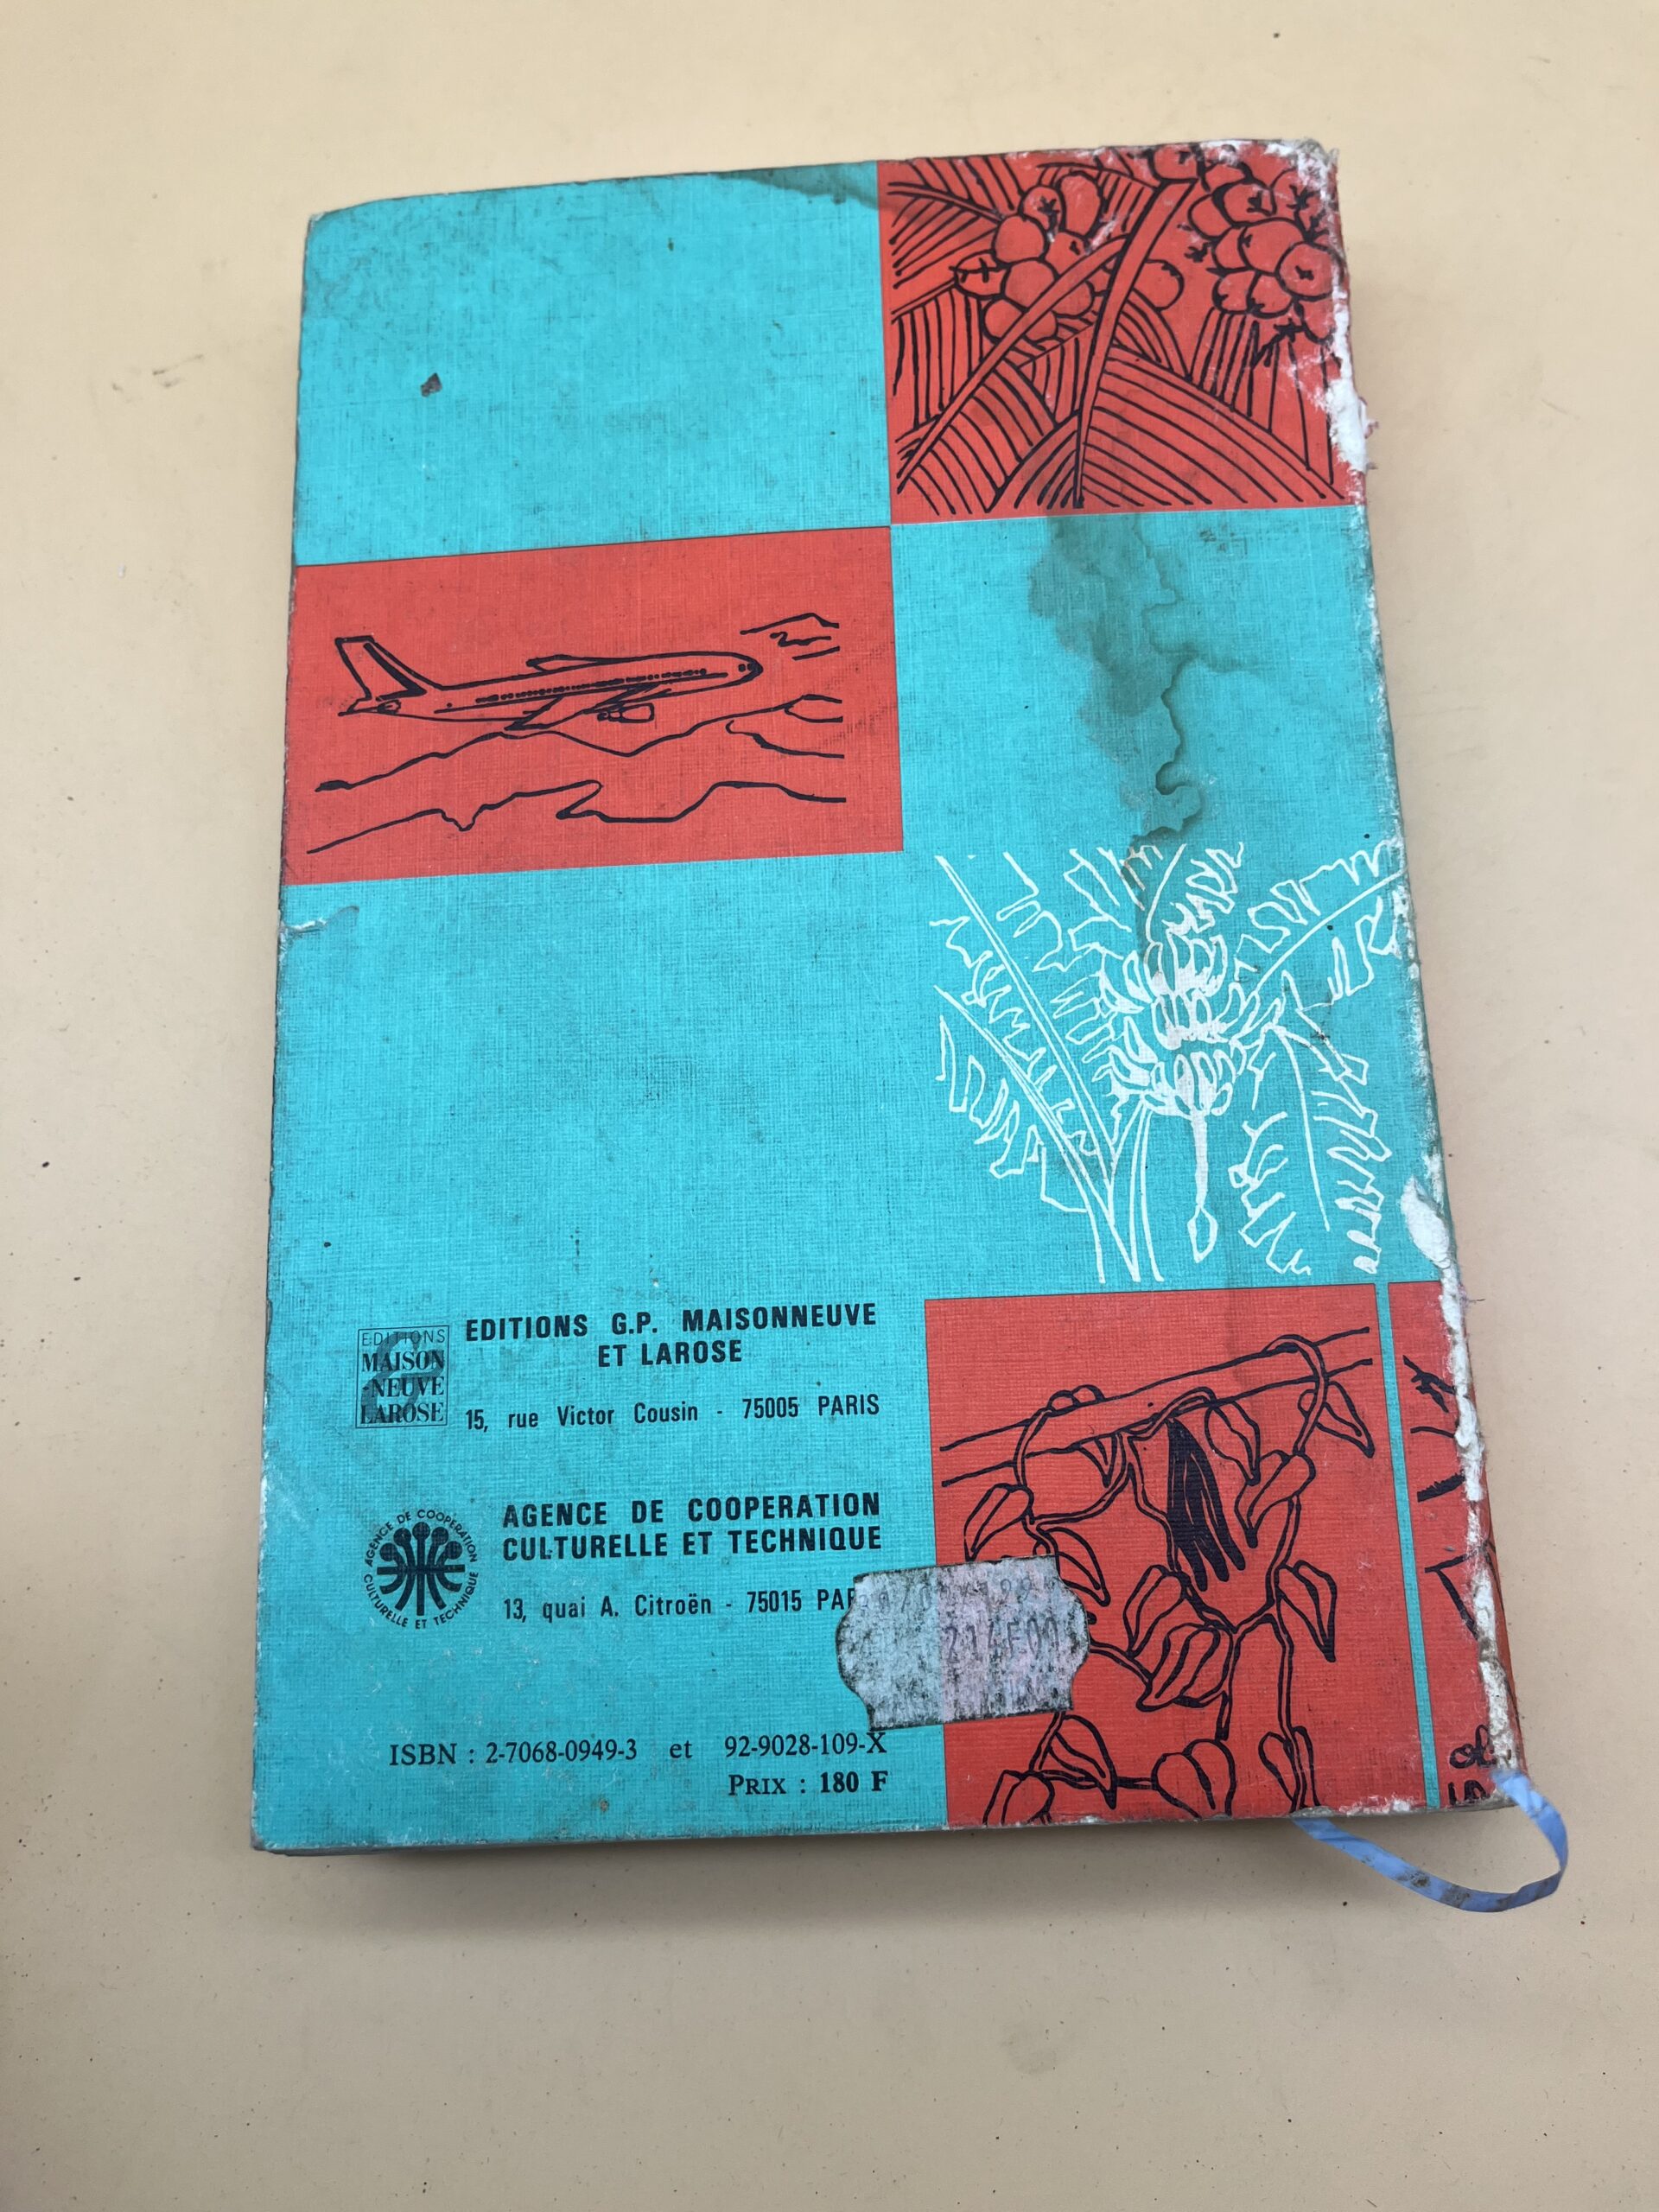 EDITIONS
MAISON
-NEUVE
LAROSE
EDITIONS G.P. MAISONNEUVE
ET LAROSE
15, rue Victor Cousin - 75005 PARIS
AGENCE DE COOPERATION CULTURELLE ET TECHNIQUE
AGENCE DE COOPERATION
CULTURELLE ET TECHNIQUE
13, quai A. Citroën - 75015
214F00
ISBN : 2-7068-0949-3 et 92-9028-109-X
PRIX : 180 F